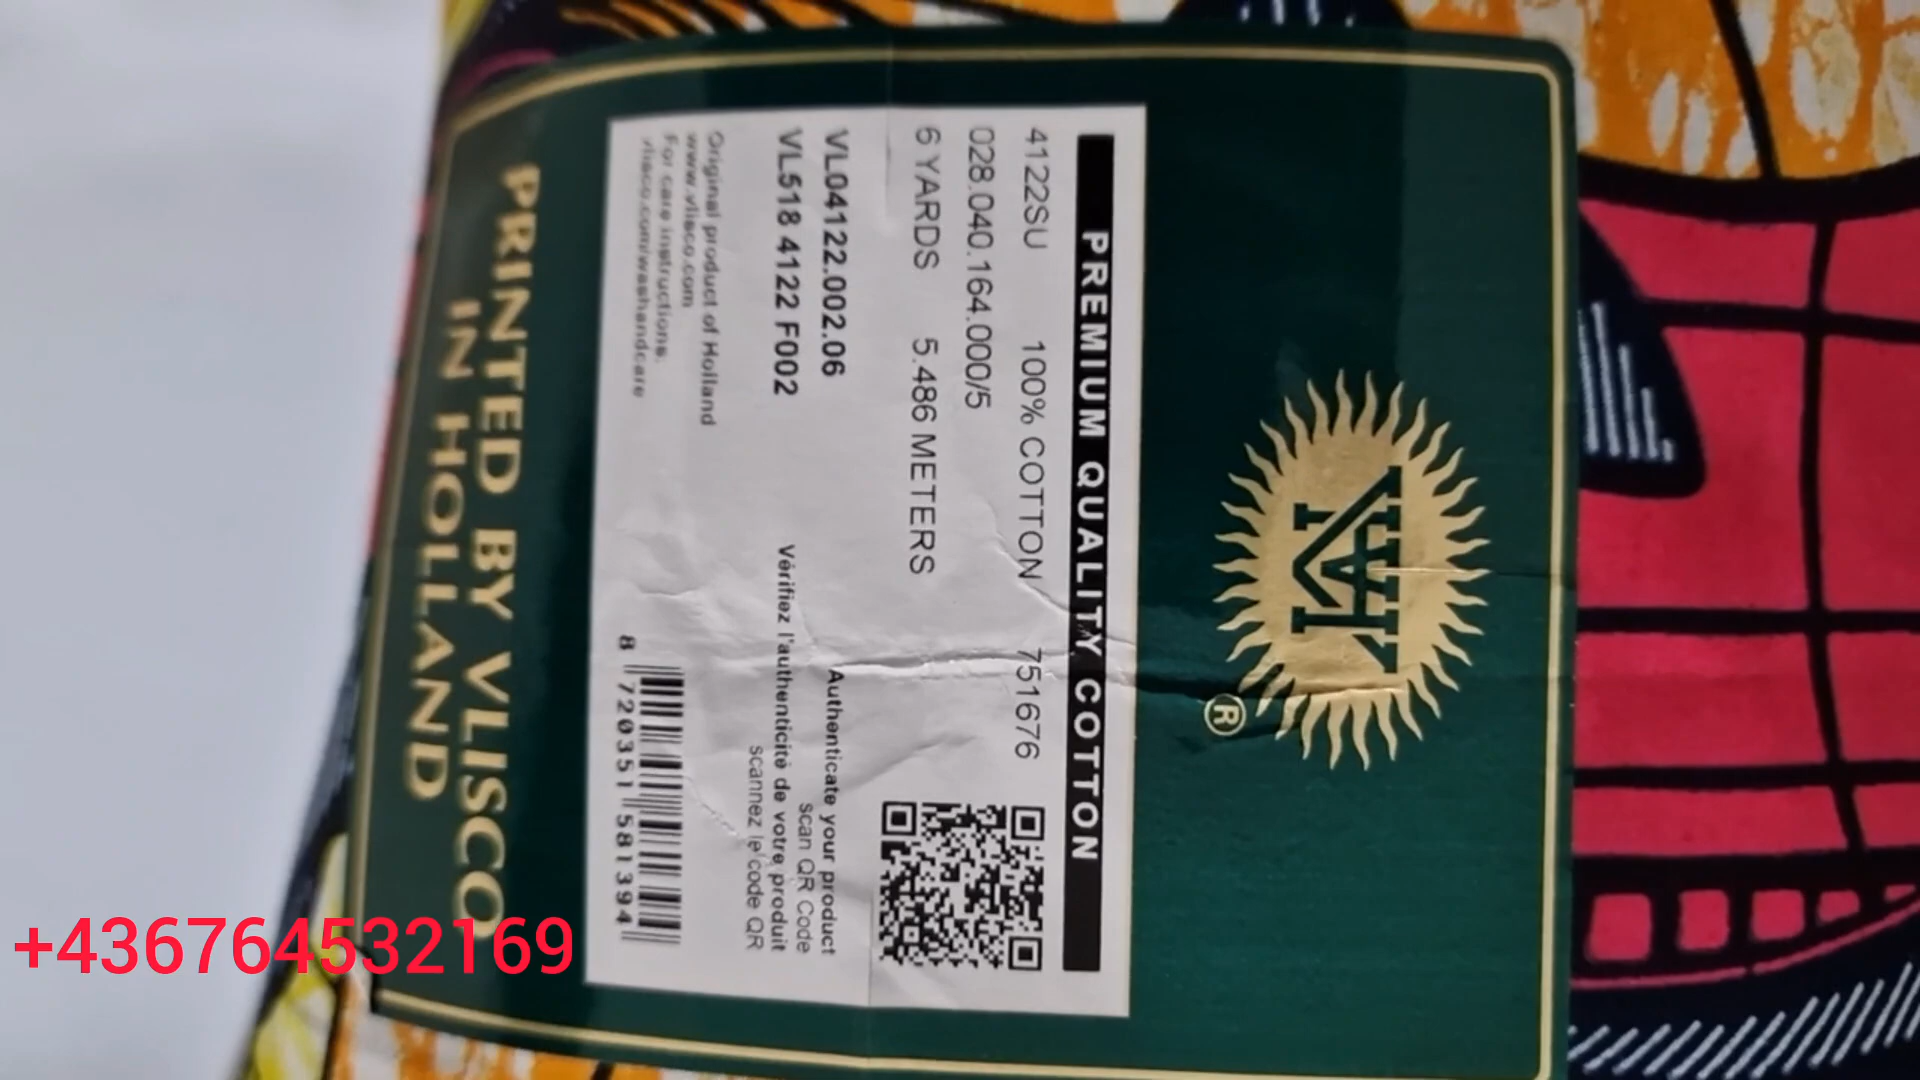 VVH
®
PREMIUM QUALITY COTTON
4122SU 100% COTTON 751676
028.040.164.000/5
6 YARDS 5.486 METERS
VL04122.002.06
VL518 4122 F002
Authenticate your product
scan QR Code
Vérifiez l'authenticité de votre produit
scannez le code QR
Original product of Holland
www.vlisco.com
For care instructions:
vlisco.com/washandcare
8 720351 581394
PRINTED BY VLISCO
IN HOLLAND
+436764532169